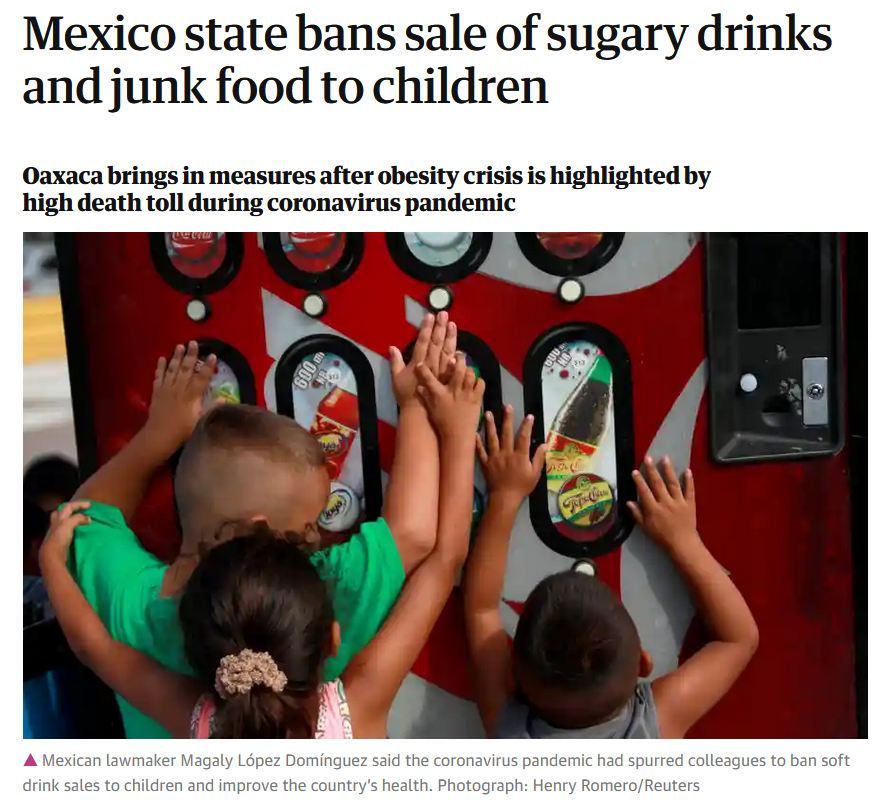 Mexico state bans sale of sugary drinks
and junk food to children
Oaxaca brings in measures after obesity crisis is highlighted by
high death toll during coronavirus pandemic
600 ml
Topo Chico
▲ Mexican lawmaker Magaly López Domínguez said the coronavirus pandemic had spurred colleagues to ban soft
drink sales to children and improve the country's health. Photograph: Henry Romero/Reuters